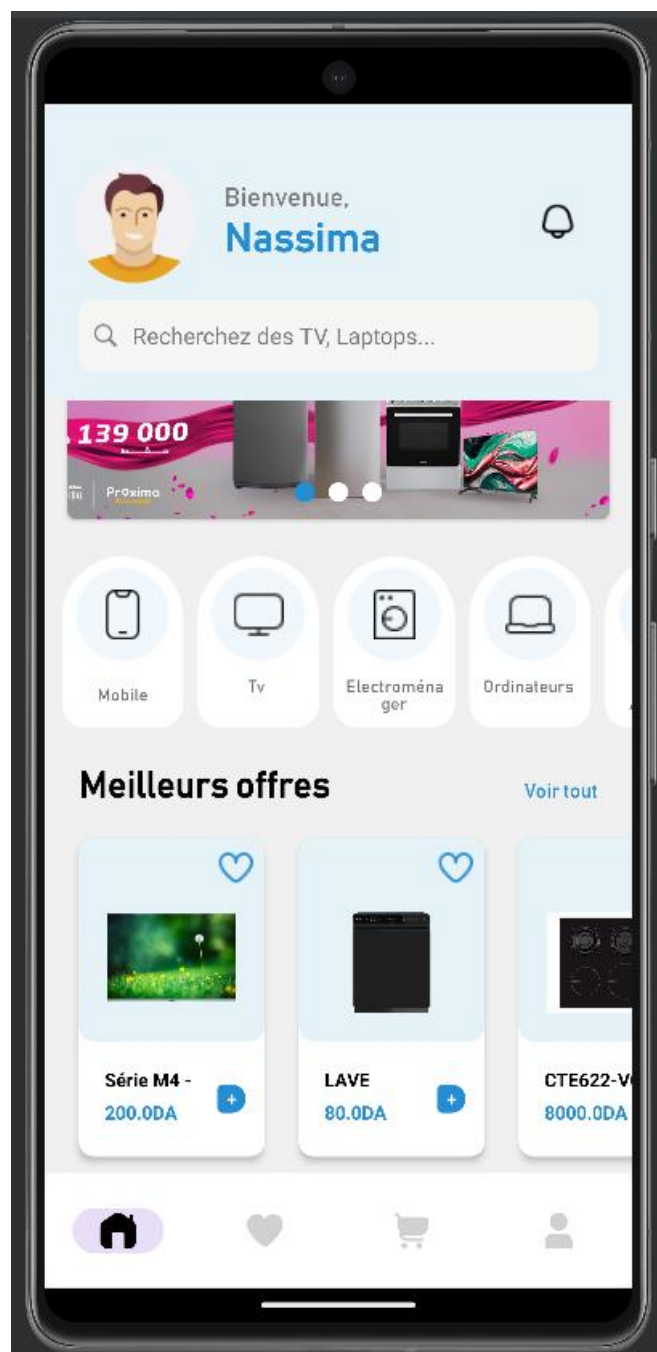 Bienvenue,
Nassima
Recherchez des TV, Laptops...
139 000
Proxima
Mobile
Tv
Electroména
ger
Ordinateurs
Meilleurs offres
Voir tout
Série M4 -
200.0DA
+
LAVE
80.0DA
+
CTE622-V
8000.0DA